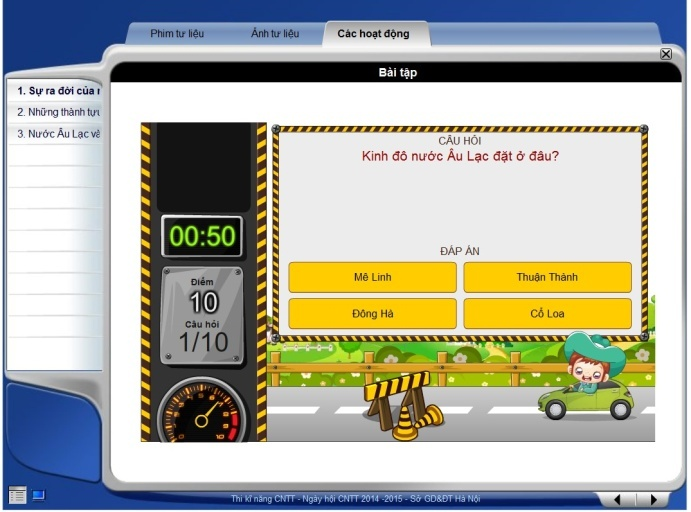 Phim tư liệu
Ảnh tư liệu
Các hoạt động
Bài tập
1. Sự ra đời của
2. Những thành tựu
3. Nước Âu Lạc và
CÂU HỎI
Kinh đô nước Âu Lạc đặt ở đâu?
00:50
ĐÁP ÁN
Mê Linh
Thuận Thành
Đông Hà
Cổ Loa
Điểm
10
Câu hỏi
1/10
Thi kĩ năng CNTT - Ngày hội CNTT 2014 -2015 - Sở GD&ĐT Hà Nội